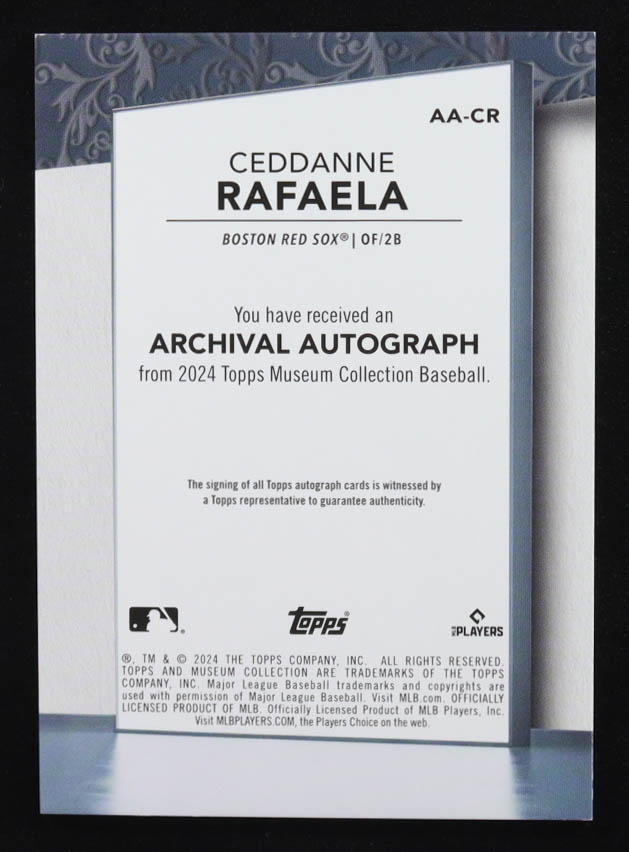 AA-CR
CEDDANNE
RAFAELA
BOSTON RED SOX® | OF/2B
You have received an
ARCHIVAL AUTOGRAPH
from 2024 Topps Museum Collection Baseball.
The signing of all Topps autograph cards is witnessed by
a Topps representative to guarantee authenticity.
® Topps® MLB PLAYERS
®, TM & © 2024 THE TOPPS COMPANY, INC. ALL RIGHTS RESERVED.
TOPPS AND MUSEUM COLLECTION ARE TRADEMARKS OF THE TOPPS
COMPANY, INC. Major League Baseball trademarks and copyrights are
used with permission of Major League Baseball. Visit MLB.com. OFFICIALLY
LICENSED PRODUCT OF MLB. Officially Licensed Product of MLB Players, Inc.
Visit MLBPLAYERS.COM, the Players Choice on the web.